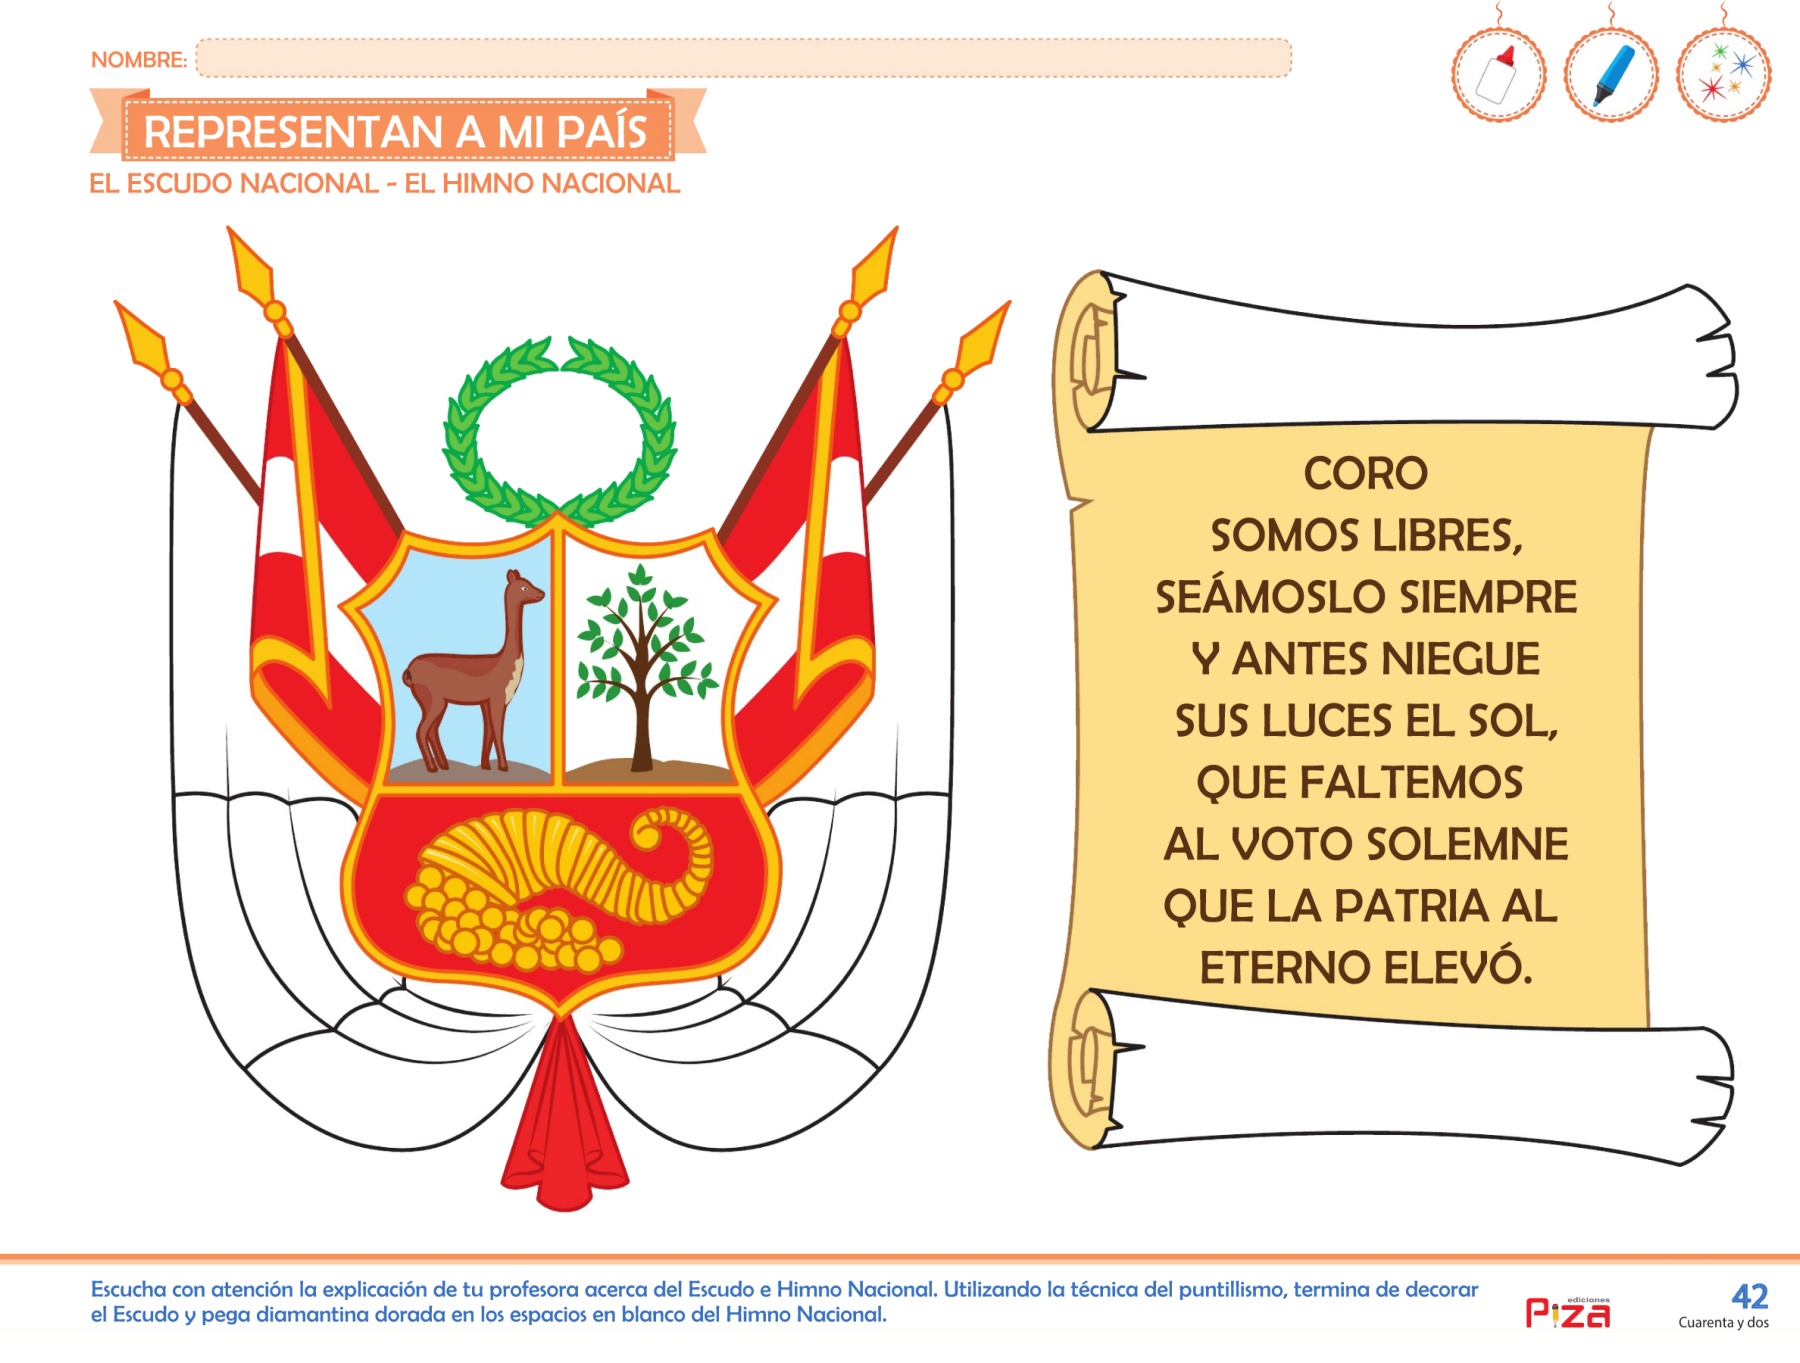 NOMBRE:
REPRESENTAN A MI PAÍS
EL ESCUDO NACIONAL - EL HIMNO NACIONAL
CORO
SOMOS LIBRES,
SEÁMOSLO SIEMPRE
Y ANTES NIEGUE
SUS LUCES EL SOL,
QUE FALTEMOS
AL VOTO SOLEMNE
QUE LA PATRIA AL
ETERNO ELEVÓ.
Escucha con atención la explicación de tu profesora acerca del Escudo e Himno Nacional. Utilizando la técnica del puntillismo, termina de decorar
el Escudo y pega diamantina dorada en los espacios en blanco del Himno Nacional.
ediciones
Piza
42
Cuarenta y dos